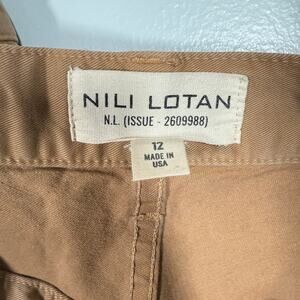 NILI LOTAN
N.L. (ISSUE - 2609988)
12
MADE IN
USA